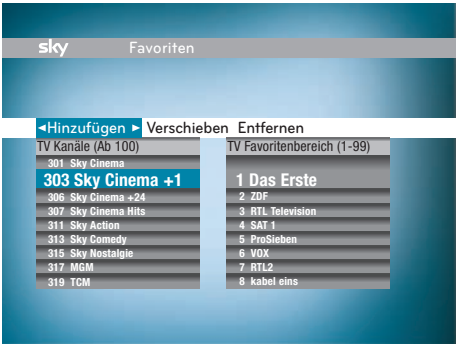 sky Favoriten
◄Hinzufügen ► Verschieben Entfernen
TV Kanäle (Ab 100)
301 Sky Cinema
303 Sky Cinema +1
306 Sky Cinema +24
307 Sky Cinema Hits
311 Sky Action
313 Sky Comedy
315 Sky Nostalgie
317 MGM
319 TCM
TV Favoritenbereich (1-99)
1 Das Erste
2 ZDF
3 RTL Television
4 SAT 1
5 ProSieben
6 VOX
7 RTL2
8 kabel eins